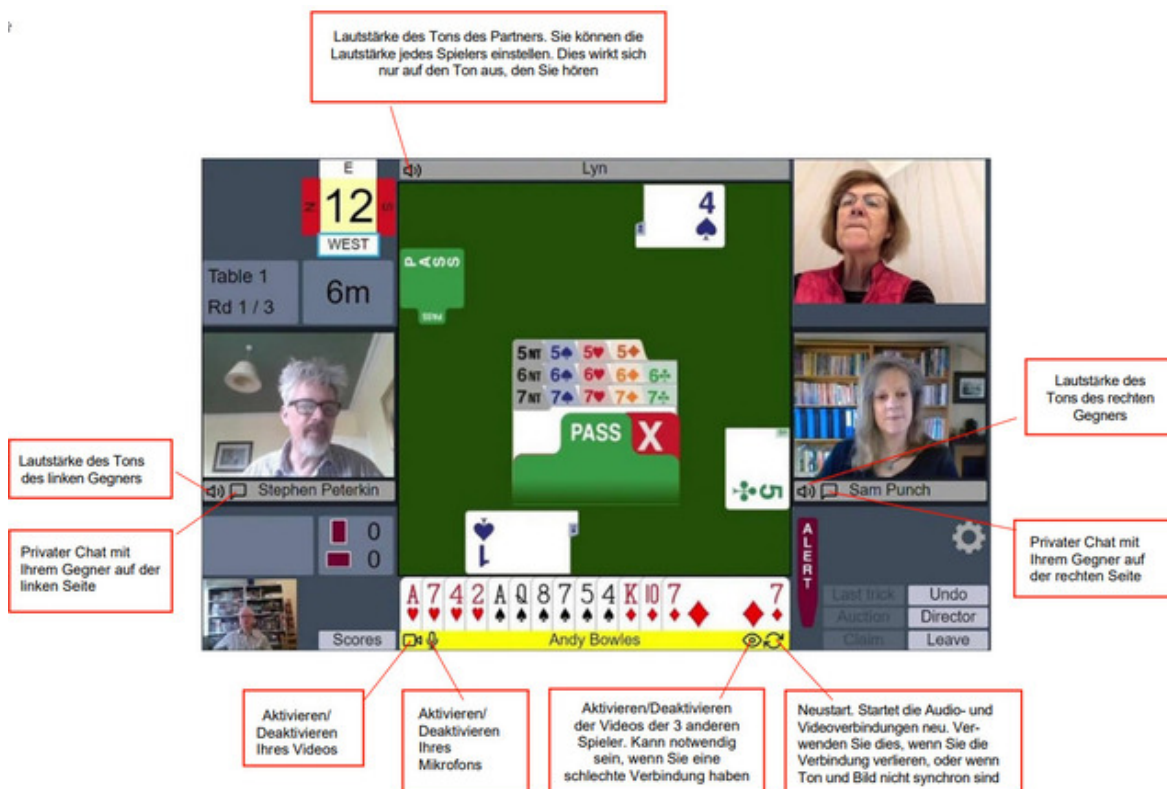 Lautstärke des Tons des Partners. Sie können die
Lautstärke jedes Spielers einstellen. Dies wirkt sich
nur auf den Ton aus, den Sie hören
E
N 12 S
WEST
Table 1
Rd 1 / 3
6m
Lyn
4
PASS
PASS
5NT 5♠ 5♥ 5♦
6NT 6♠ 6♥ 6♦ 6♣
7NT 7♠ 7♥ 7♦ 7♣
PASS X
5
1
Lautstärke des Tons
des linken Gegners
Stephen Peterkin
Privater Chat mit
Ihrem Gegner auf der
linken Seite
0
0
Scores
Lautstärke des
Tons des rechten
Gegners
Sam Punch
Privater Chat mit
Ihrem Gegner auf
der rechten Seite
ALERT
Last trick Undo
Auction Director
Claim Leave
A 7 4 2 A Q 8 7 5 4 K 10 7 7
Andy Bowles
Aktivieren/
Deaktivieren
Ihres Videos
Aktivieren/
Deaktivieren
Ihres
Mikrofons
Aktivieren/Deaktivieren
der Videos der 3 anderen
Spieler. Kann notwendig
sein, wenn Sie eine
schlechte Verbindung haben
Neustart. Startet die Audio- und
Videoverbindungen neu. Ver-
wenden Sie dies, wenn Sie die
Verbindung verlieren, oder wenn
Ton und Bild nicht synchron sind